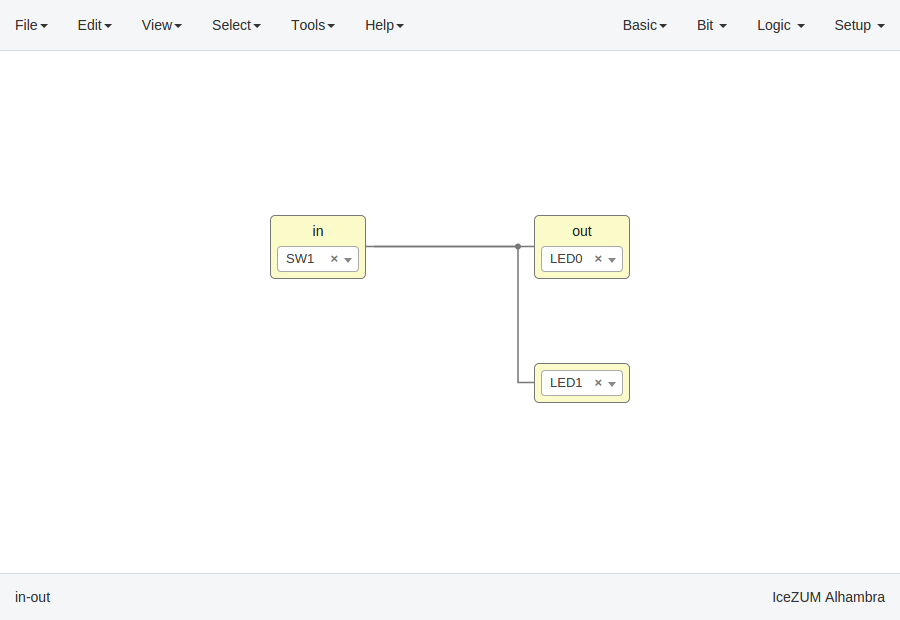 File Edit View Select Tools Help Basic Bit Logic Setup
in out
SW1 × LED0 ×
LED1 ×
in-out IceZUM Alhambra